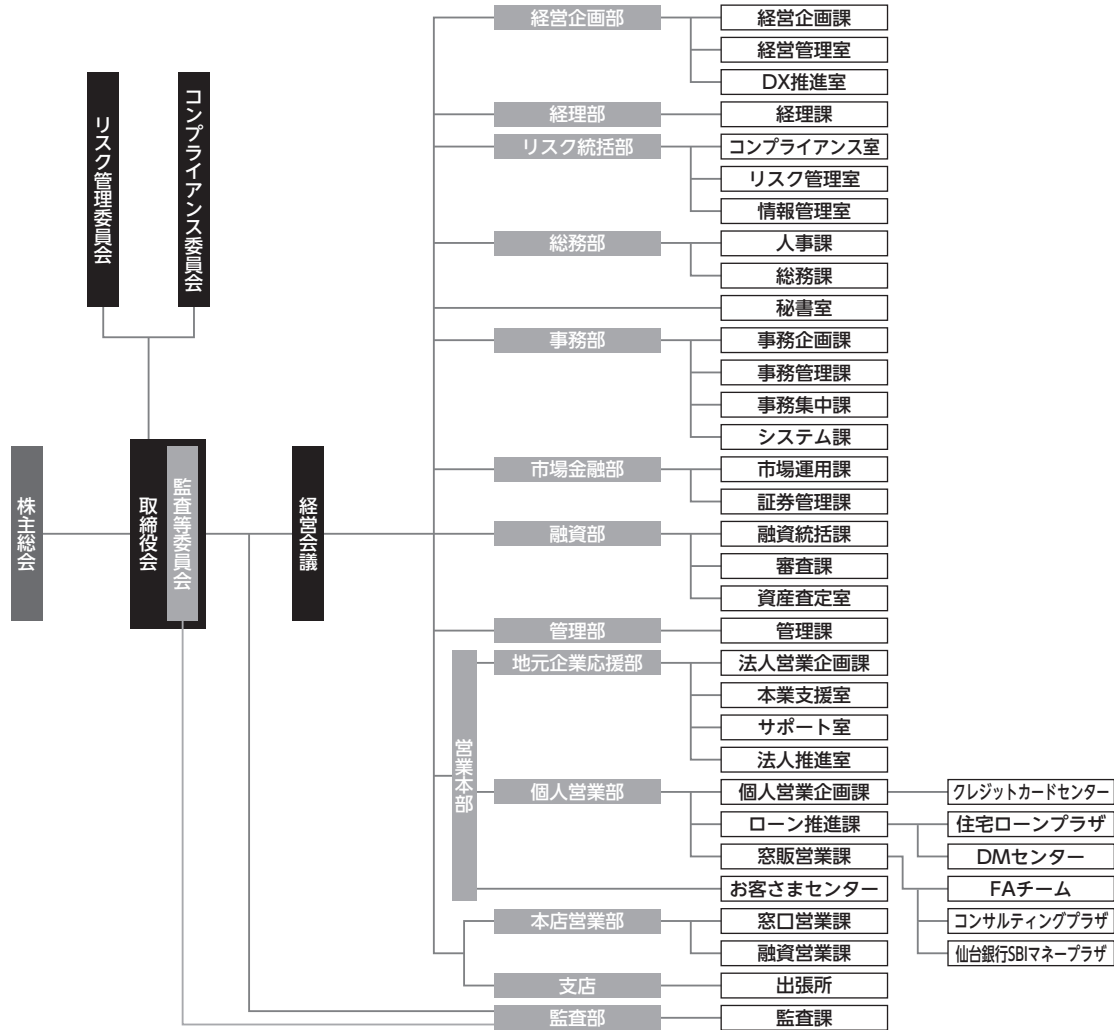 リスク管理委員会
コンプライアンス委員会
株主総会
取締役会
監査等委員会
経営会議
経営企画部
経営企画課
経営管理室
DX推進室
経理部
経理課
リスク統括部
コンプライアンス室
リスク管理室
情報管理室
総務部
人事課
総務課
秘書室
事務部
事務企画課
事務管理課
事務集中課
システム課
市場金融部
市場運用課
証券管理課
融資部
融資統括課
審査課
資産査定室
管理部
管理課
営業本部
地元企業応援部
法人営業企画課
本業支援室
サポート室
法人推進室
個人営業部
個人営業企画課
クレジットカードセンター
ローン推進課
住宅ローンプラザ
DMセンター
窓販営業課
FAチーム
コンサルティングプラザ
仙台銀行SBIマネープラザ
お客さまセンター
本店営業部
窓口営業課
融資営業課
支店
出張所
監査部
監査課